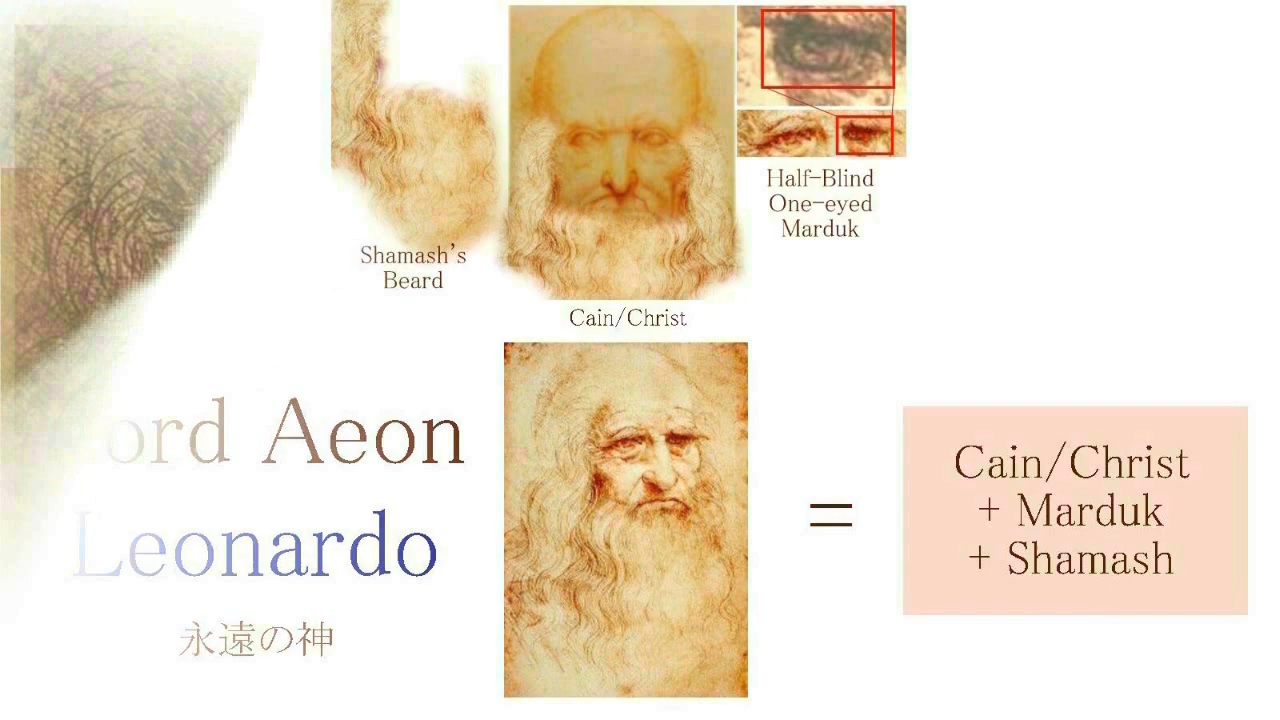 Shamash's
Beard
Cain/Christ
Half-Blind
One-eyed
Marduk
ord Aeon
Leonardo
永遠の神
=
Cain/Christ
+ Marduk
+ Shamash